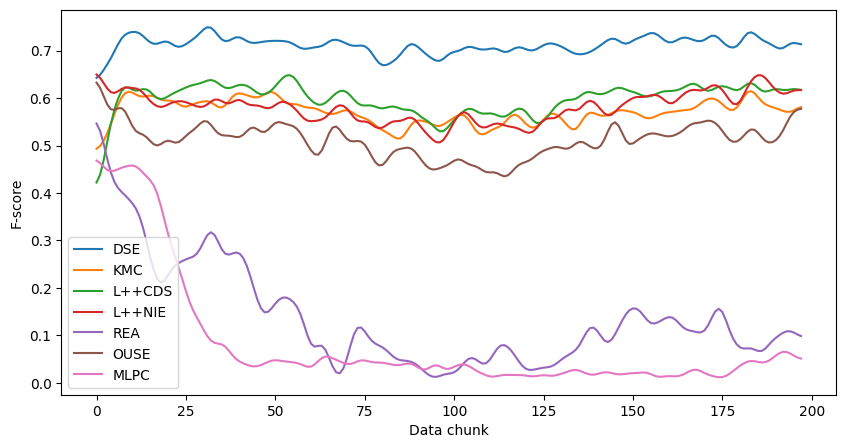 F-score
0.7
0.6
0.5
0.4
0.3
0.2
0.1
0.0
DSE
KMC
L++CDS
L++NIE
REA
OUSE
MLPC
0 25 50 75 100 125 150 175 200
Data chunk